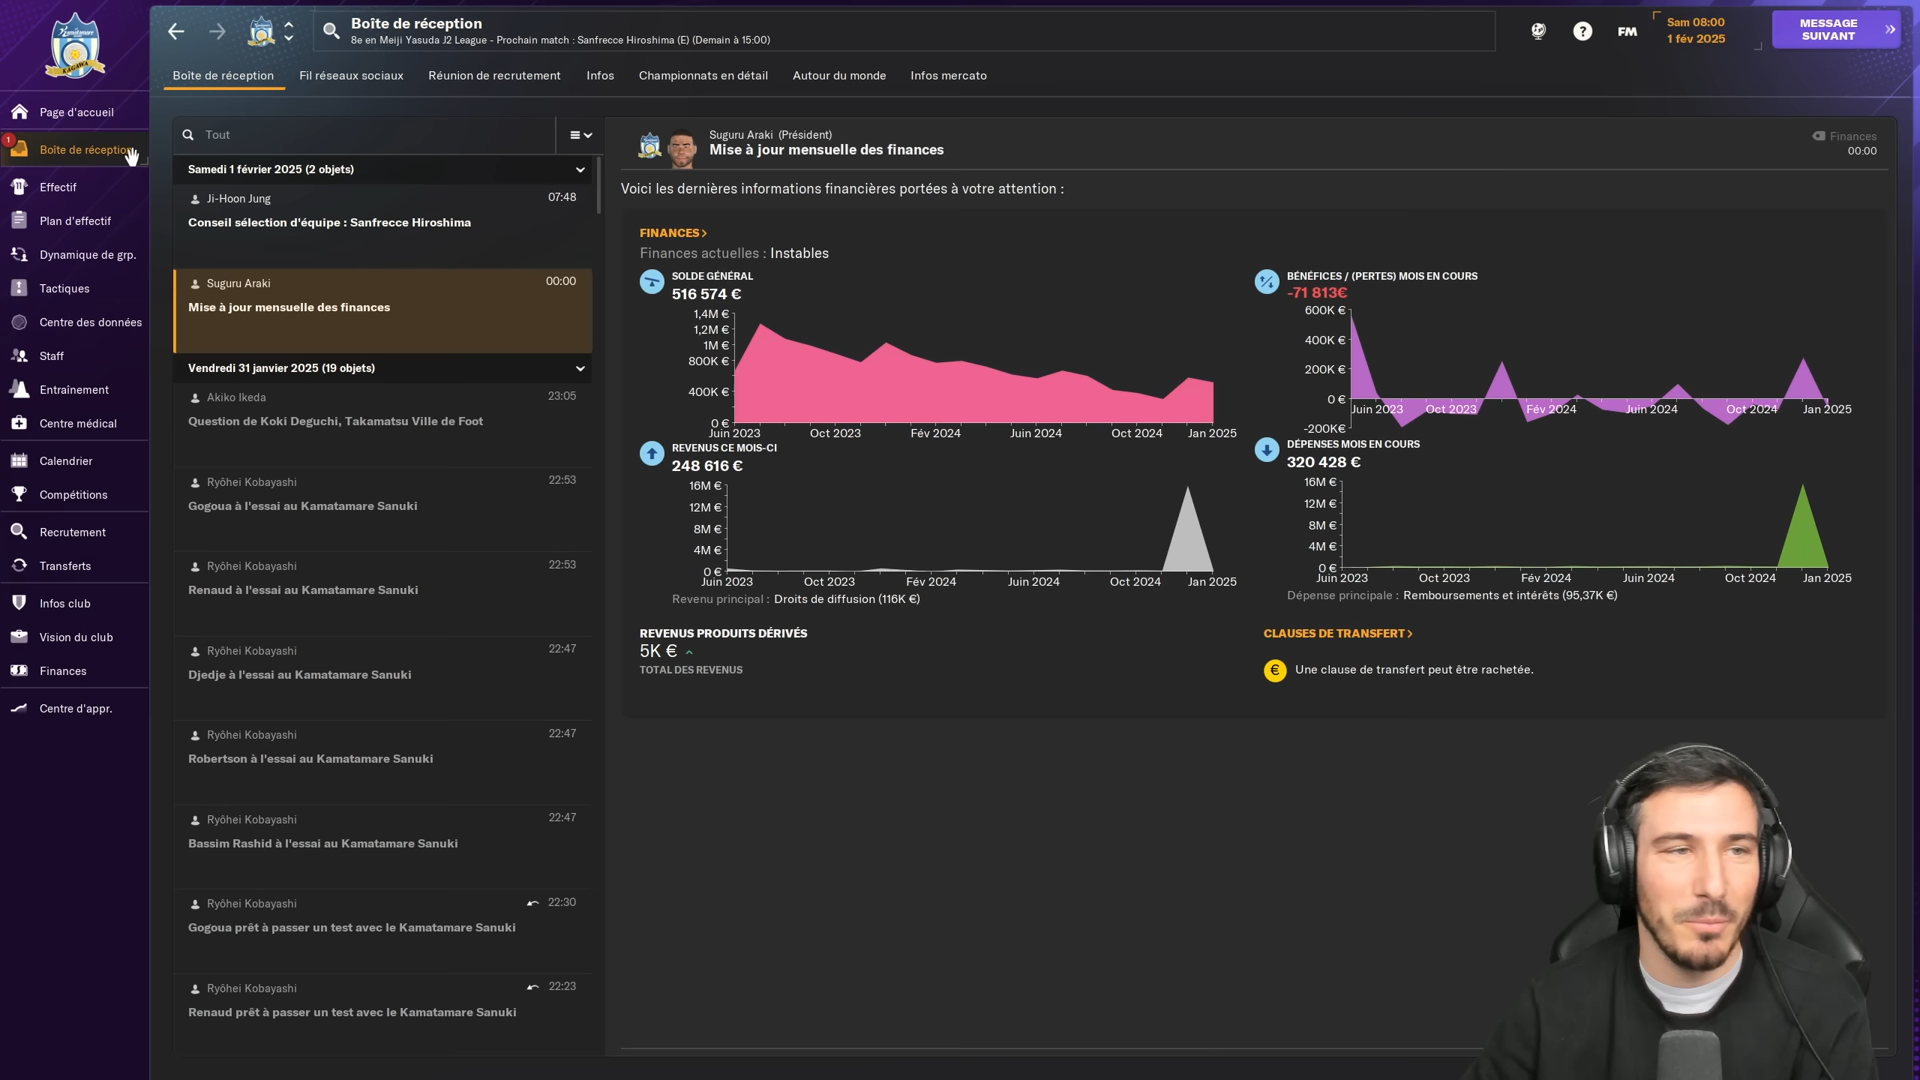 Boîte de réception
8e en Meiji Yasuda J2 League - Prochain match : Sanfrecce Hiroshima (E) (Demain à 15:00)
FM
Sam 08:00
1 fév 2025
MESSAGE
SUIVANT
Boîte de réception
Fil réseaux sociaux
Réunion de recrutement
Infos
Championnats en détail
Autour du monde
Infos mercato
KAGAWA
Page d'accueil
1
Boîte de réception
Effectif
Plan d'effectif
Dynamique de grp.
Tactiques
Centre des données
Staff
Entraînement
Centre médical
Calendrier
Compétitions
Recrutement
Transferts
Infos club
Vision du club
Finances
Centre d'appr.
Tout
Samedi 1 février 2025 (2 objets)
Ji-Hoon Jung
07:48
Conseil sélection d'équipe : Sanfrecce Hiroshima
Suguru Araki
00:00
Mise à jour mensuelle des finances
Vendredi 31 janvier 2025 (19 objets)
Akiko Ikeda
23:05
Question de Koki Deguchi, Takamatsu Ville de Foot
Ryôhei Kobayashi
22:53
Gogoua à l'essai au Kamatamare Sanuki
Ryôhei Kobayashi
22:53
Renaud à l'essai au Kamatamare Sanuki
Ryôhei Kobayashi
22:47
Djedje à l'essai au Kamatamare Sanuki
Ryôhei Kobayashi
22:47
Robertson à l'essai au Kamatamare Sanuki
Ryôhei Kobayashi
22:47
Bassim Rashid à l'essai au Kamatamare Sanuki
Ryôhei Kobayashi
22:30
Gogoua prêt à passer un test avec le Kamatamare Sanuki
Ryôhei Kobayashi
22:23
Renaud prêt à passer un test avec le Kamatamare Sanuki
Suguru Araki (Président)
Mise à jour mensuelle des finances
Finances
00:00
Voici les dernières informations financières portées à votre attention :
FINANCES >
Finances actuelles : Instables
SOLDE GÉNÉRAL
516 574 €
1,4M €
1,2M €
1M €
800K €
400K €
0 €
Juin 2023
Oct 2023
Fév 2024
Juin 2024
Oct 2024
Jan 2025
BÉNÉFICES / (PERTES) MOIS EN COURS
-71 813€
600K €
400K €
200K €
0 €
-200K €
Juin 2023
Oct 2023
Fév 2024
Juin 2024
Oct 2024
Jan 2025
REVENUS CE MOIS-CI
248 616 €
16M €
12M €
8M €
4M €
0 €
Juin 2023
Oct 2023
Fév 2024
Juin 2024
Oct 2024
Jan 2025
Revenu principal : Droits de diffusion (116K €)
DÉPENSES MOIS EN COURS
320 428 €
16M €
12M €
8M €
4M €
0 €
Juin 2023
Oct 2023
Fév 2024
Juin 2024
Oct 2024
Jan 2025
Dépense principale : Remboursements et intérêts (95,37K €)
REVENUS PRODUITS DÉRIVÉS
5K €
TOTAL DES REVENUS
CLAUSES DE TRANSFERT >
Une clause de transfert peut être rachetée.